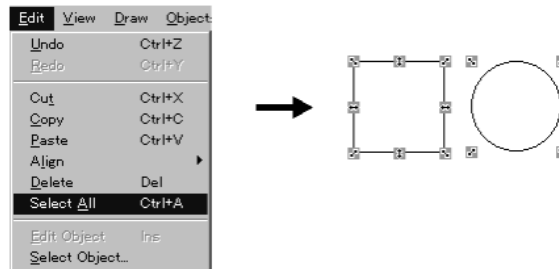 Edit View Draw Object
Undo Ctrl+Z
Redo Ctrl+Y
Cut Ctrl+X
Copy Ctrl+C
Paste Ctrl+V
Align
Delete Del
Select All Ctrl+A
Edit Object Ins
Select Object...